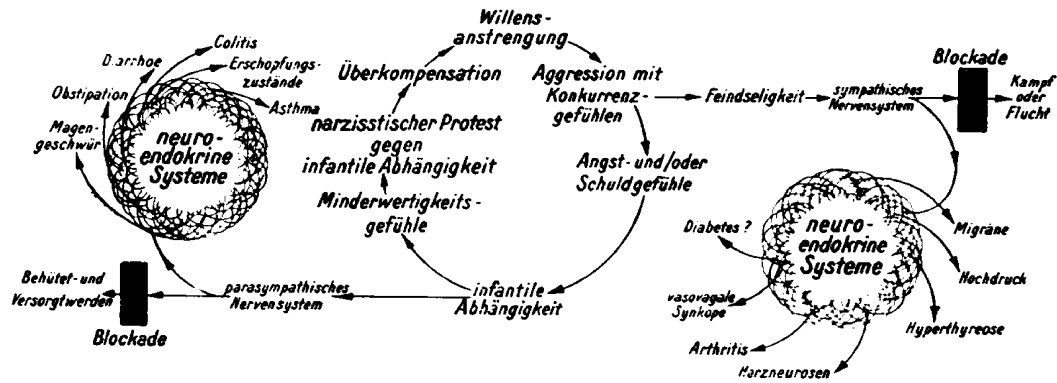 Colitis
Diarrhoe
Erschöpfungs-
zustände
Obstipation
Asthma
Magen-
geschwür
neuro-
endokrine
Systeme
Behütet- und
Versorgtwerden
Blockade
parasympathisches
Nervensystem
Willens-
anstrengung
Überkompensation
narzisstischer Protest
gegen
infantile Abhängigkeit
Minderwertigkeits-
gefühle
Aggression mit
Konkurrenz-
gefühlen
Angst- und/oder
Schuldgefühle
infantile
Abhängigkeit
Feindseligkeit
sympathisches
Nervensystem
Blockade
Kampf
oder
Flucht
neuro-
endokrine
Systeme
Diabetes ?
Migräne
Hochdruck
vasovagale
Synkope
Hyperthyreose
Arthritis
Herzneurosen